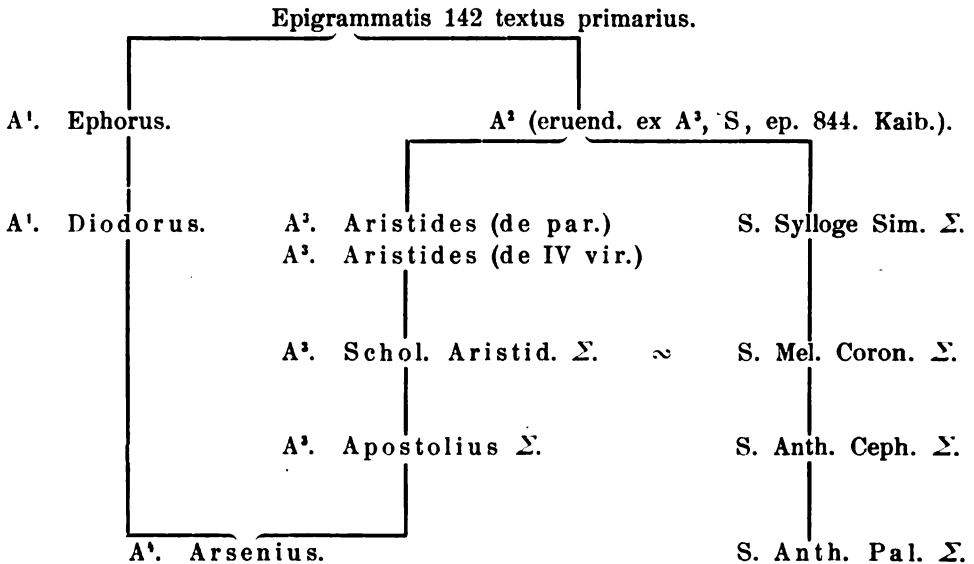 Epigrammatis 142 textus primarius.
A¹. Ephorus. A² (eruend. ex A³, S, ep. 844. Kaib.).
A¹. Diodorus. A³. Aristides (de par.) S. Sylloge Sim. Σ.
A³. Aristides (de IV vir.)
A³. Schol. Aristid. Σ. ∾ S. Mel. Coron. Σ.
A³. Apostolius Σ. S. Anth. Ceph. Σ.
A⁴. Arsenius. S. Anth. Pal. Σ.